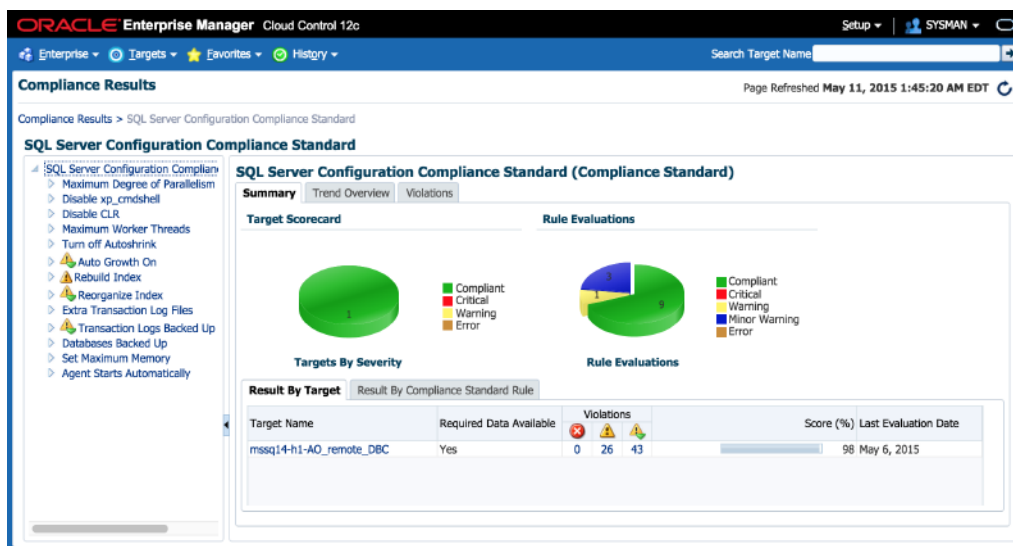 ORACLE Enterprise Manager Cloud Control 12c
Setup
SYSMAN
Enterprise Targets Favorites History
Search Target Name
Compliance Results
Page Refreshed May 11, 2015 1:45:20 AM EDT
Compliance Results > SQL Server Configuration Compliance Standard
SQL Server Configuration Compliance Standard
SQL Server Configuration Complian
Maximum Degree of Parallelism
Disable xp_cmdshell
Disable CLR
Maximum Worker Threads
Turn off Autoshrink
Auto Growth On
Rebuild Index
Reorganize Index
Extra Transaction Log Files
Transaction Logs Backed Up
Databases Backed Up
Set Maximum Memory
Agent Starts Automatically
SQL Server Configuration Compliance Standard (Compliance Standard)
Summary Trend Overview Violations
Target Scorecard
1
Compliant
Critical
Warning
Error
Targets By Severity
Rule Evaluations
3
1
9
Compliant
Critical
Warning
Minor Warning
Error
Rule Evaluations
Result By Target Result By Compliance Standard Rule
Target Name Required Data Available Violations Score (%) Last Evaluation Date
mssq14-h1-AO_remote_DBC Yes 0 26 43 98 May 6, 2015